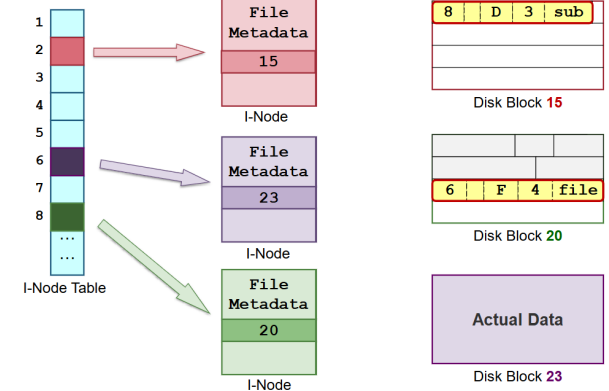 1
2
3
4
5
6
7
8
...
...
I-Node Table
File
Metadata
15
I-Node
File
Metadata
23
I-Node
File
Metadata
20
I-Node
8 D 3 sub
Disk Block 15
6 F 4 file
Disk Block 20
Actual Data
Disk Block 23